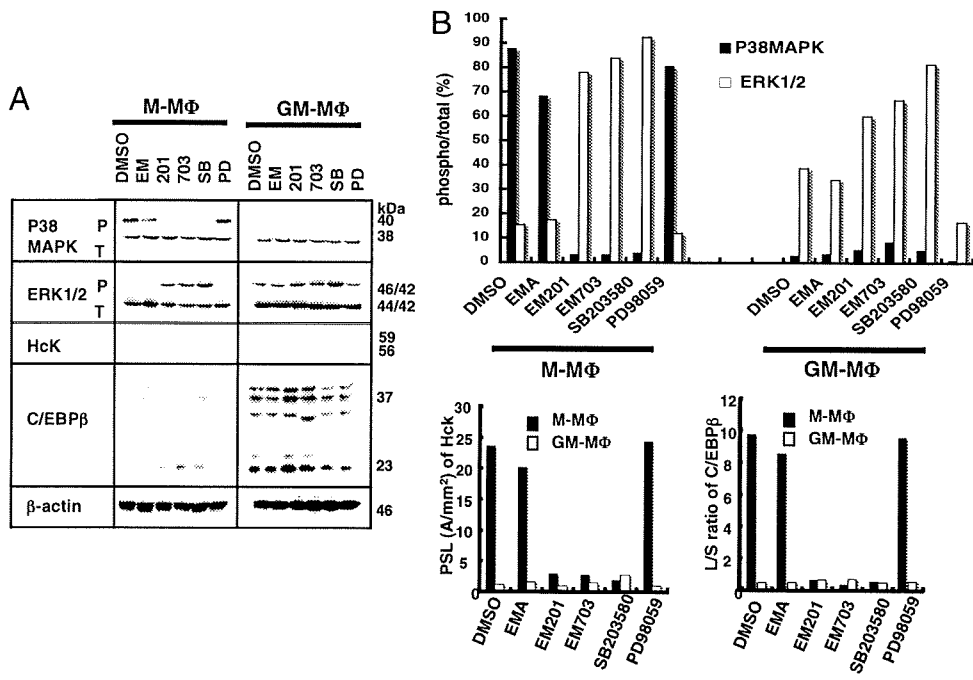 A
M-MΦ GM-MΦ
DMSO EM 201 703 SB PD DMSO EM 201 703 SB PD
kDa
P38 MAPK P T 40 38
ERK1/2 P T 46/42 44/42
HcK 59 56
C/EBPβ 37 23
β-actin 46
B
phospho/total (%)
100
90
80
70
60
50
40
30
20
10
0
P38MAPK
ERK1/2
DMSO EMA EM201 EM703 SB203580 PD98059
DMSO EMA EM201 EM703 SB203580 PD98059
M-MΦ GM-MΦ
PSL (A/mm²) of Hck
30
25
20
15
10
5
0
M-MΦ
GM-MΦ
DMSO EMA EM201 EM703 SB203580 PD98059
L/S ratio of C/EBPβ
12
10
8
6
4
2
0
M-MΦ
GM-MΦ
DMSO EMA EM201 EM703 SB203580 PD98059